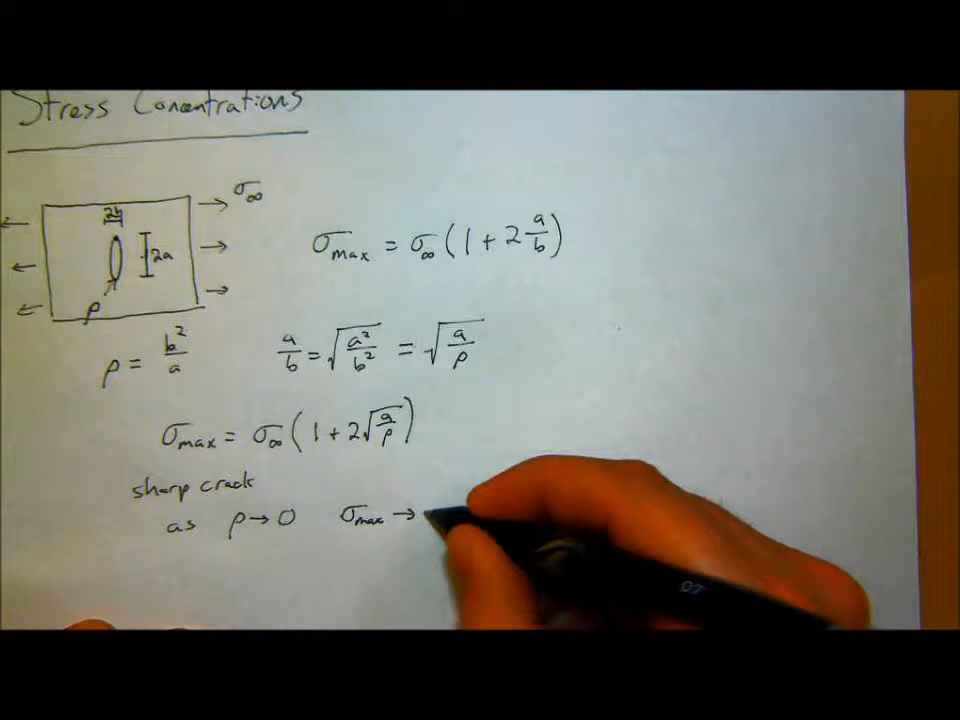 Stress Concentrations
σ∞
2b
2a
ρ
σmax = σ∞ (1 + 2 a/b)
ρ = b²/a    a/b = √(a²/b²) = √(a/ρ)
σmax = σ∞ (1 + 2√(a/ρ))
sharp crack
as ρ → 0    σmax →